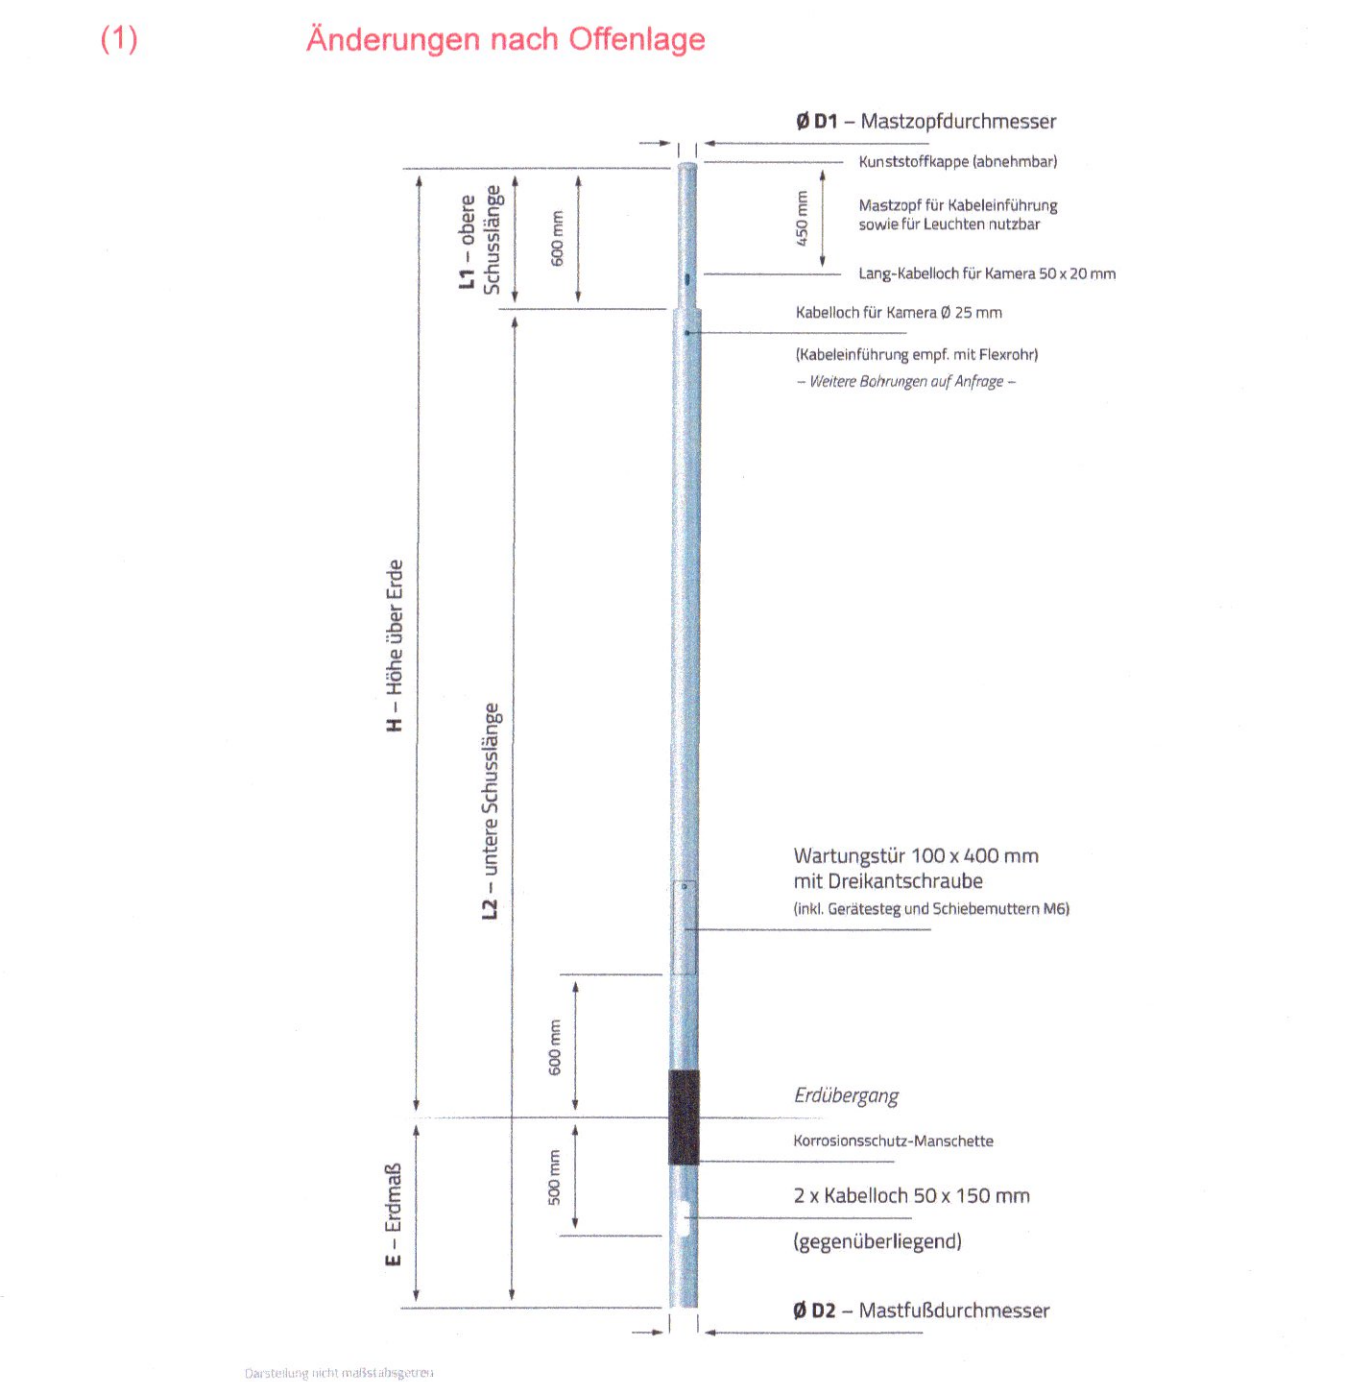 (1) Änderungen nach Offenlage
Ø D1 – Mastzopfdurchmesser
Kunststoffkappe (abnehmbar)
L1 – obere
Schusslänge
600 mm
450 mm
Mastzopf für Kabeleinführung
sowie für Leuchten nutzbar
Lang-Kabelloch für Kamera 50 x 20 mm
Kabelloch für Kamera Ø 25 mm
(Kabeleinführung empf. mit Flexrohr)
– Weitere Bohrungen auf Anfrage –
H – Höhe über Erde
L2 – untere Schusslänge
Wartungstür 100 x 400 mm
mit Dreikantschraube
(inkl. Gerätesteg und Schiebemuttern M6)
600 mm
Erdübergang
Korrosionsschutz-Manschette
E – Erdmaß
500 mm
2 x Kabelloch 50 x 150 mm
(gegenüberliegend)
Ø D2 – Mastfußdurchmesser
Darstellung nicht maßstabsgetreu